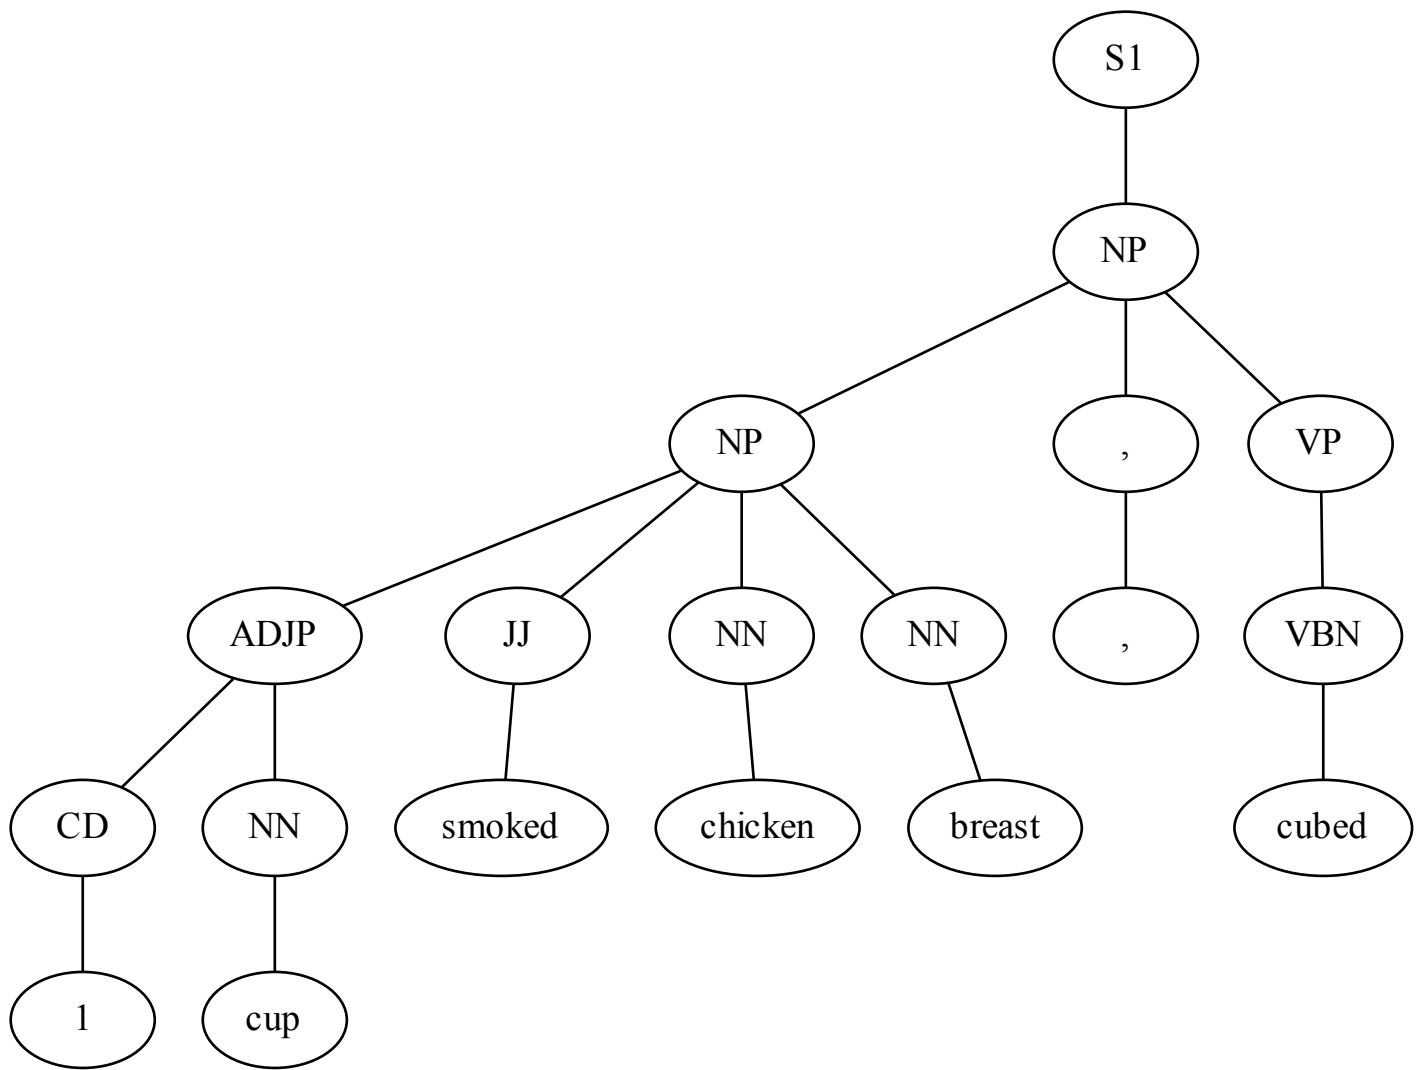 S1
NP
NP , VP
ADJP JJ NN NN , VBN
CD NN smoked chicken breast cubed
1 cup